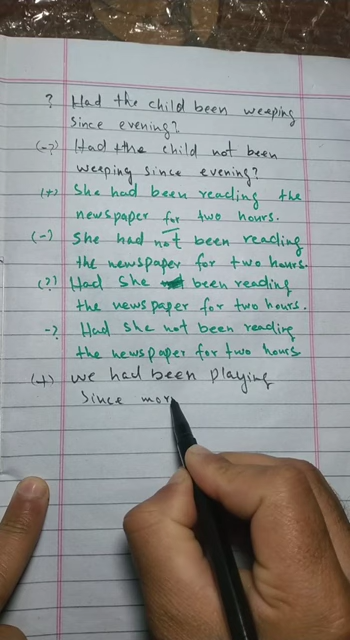 ? Had the child been weeping
since evening?
(-?) Had the child not been
weeping since evening?
(+) She had been reading the
newspaper for two hours.
(-) She had not been reading
the newspaper for two hours.
(?) Had she been reading
the newspaper for two hours.
-? Had she not been reading
the newspaper for two hours
(+) we had been playing
since mor